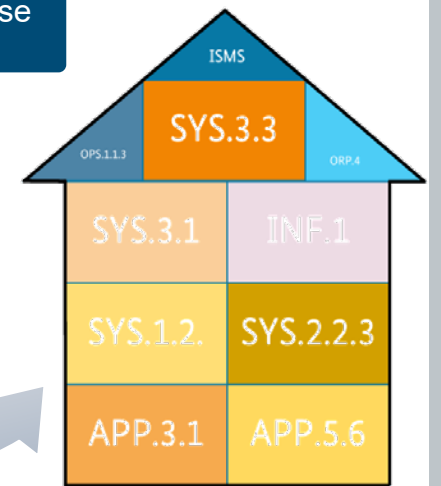 se
ISMS
SYS.3.3
OPS.1.1.3
ORP.4
SYS.3.1
INF.1
SYS.1.2.
SYS.2.2.3
APP.3.1
APP.5.6